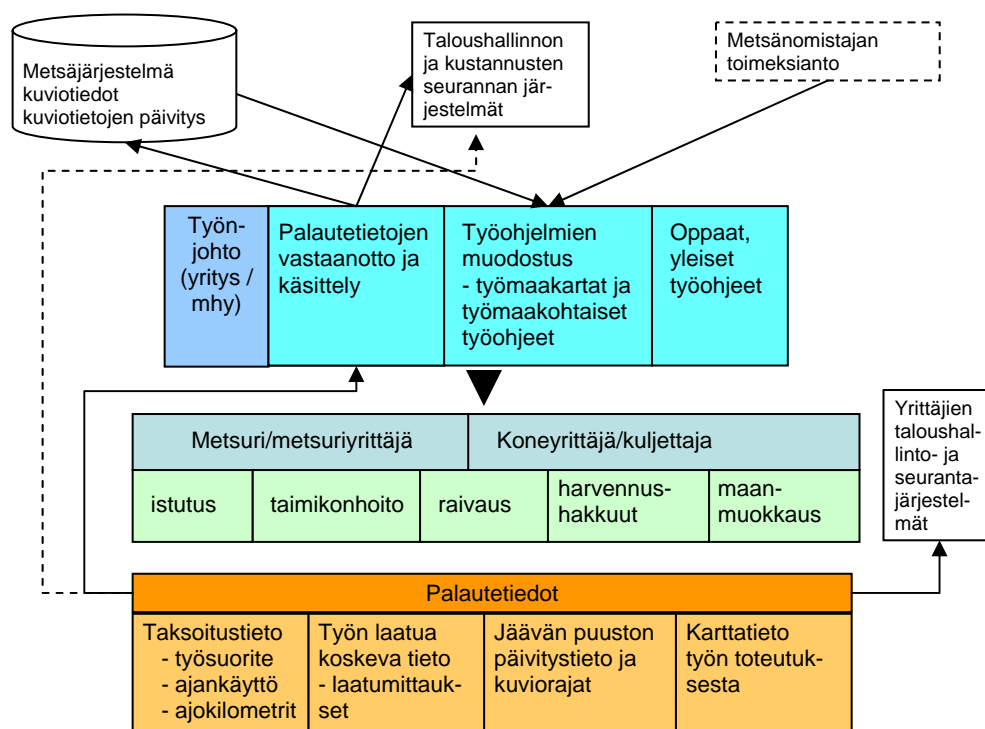 Metsäjärjestelmä
kuviotiedot
kuviotietojen päivitys
Taloushallinnon
ja kustannusten
seurannan jär-
jestelmät
Metsänomistajan
toimeksianto
Työn-
johto
(yritys /
mhy)
Palautetietojen
vastaanotto ja
käsittely
Työohjelmien
muodostus
- työmaakartat ja
työmaakohtaiset
työohjeet
Oppaat,
yleiset
työohjeet
Metsuri/metsuriyrittäjä
Koneyrittäjä/kuljettaja
istutus
taimikonhoito
raivaus
harvennus-
hakkuut
maan-
muokkaus
Yrittäjien
taloushal-
linto- ja
seuranta-
järjestel-
mät
Palautetiedot
Taksoitustieto
- työsuorite
- ajankäyttö
- ajokilometrit
Työn laatua
koskeva tieto
- laatumittauk-
set
Jäävän puuston
päivitystieto ja
kuviorajat
Karttatieto
työn toteutuk-
sesta